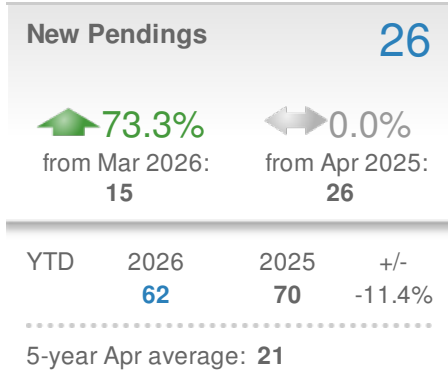 New Pendings 26
73.3% 0.0%
from Mar 2026: from Apr 2025:
15 26
YTD 2026 2025 +/-
62 70 -11.4%
5-year Apr average: 21